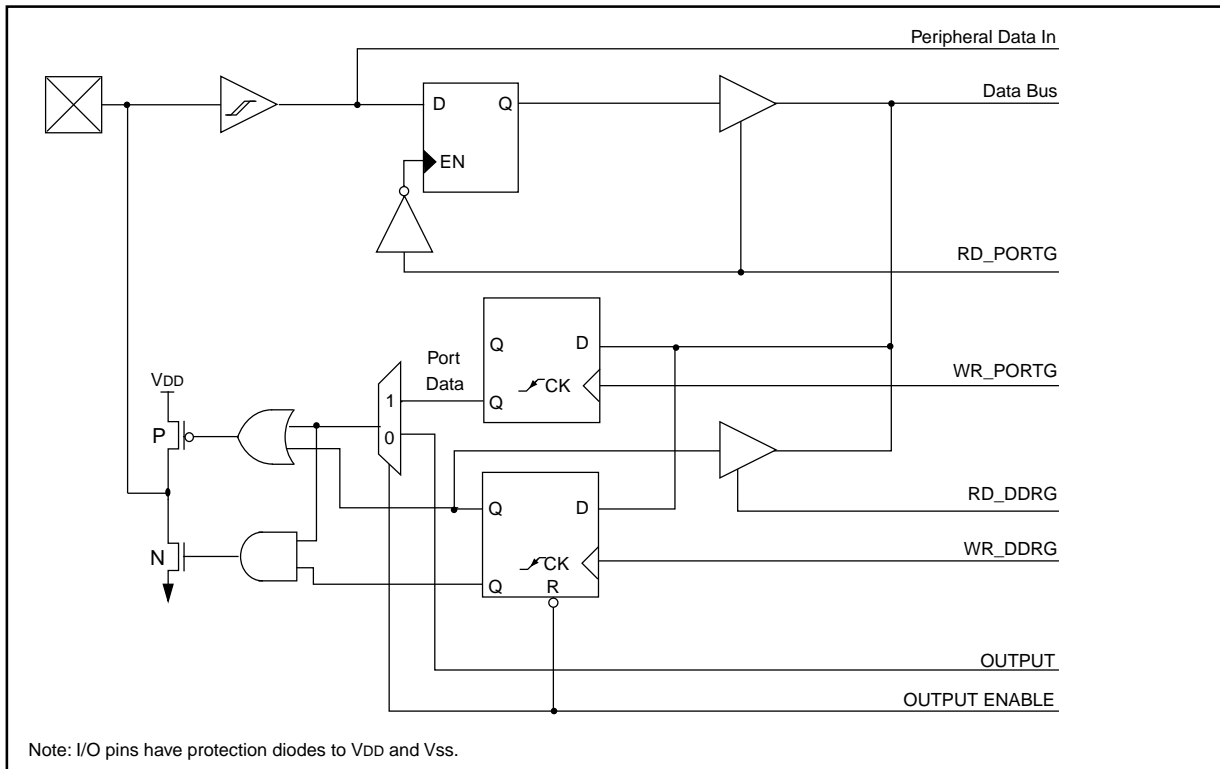 Peripheral Data In
Data Bus
D
Q
EN
RD_PORTG
Q
D
Port
Data
CK
Q
WR_PORTG
VDD
P
1
0
RD_DDRG
Q
D
N
CK
WR_DDRG
Q
R
OUTPUT
OUTPUT ENABLE
Note: I/O pins have protection diodes to VDD and Vss.